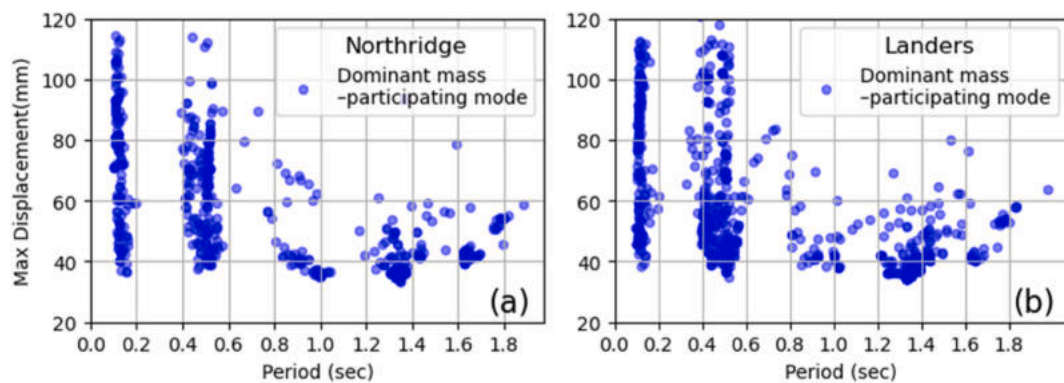 120
100
80
60
40
20
Max Displacement(mm)
Northridge
Dominant mass
–participating mode
(a)
0.0 0.2 0.4 0.6 0.8 1.0 1.2 1.4 1.6 1.8
Period (sec)
120
100
80
60
40
20
Landers
Dominant mass
–participating mode
(b)
0.0 0.2 0.4 0.6 0.8 1.0 1.2 1.4 1.6 1.8
Period (sec)